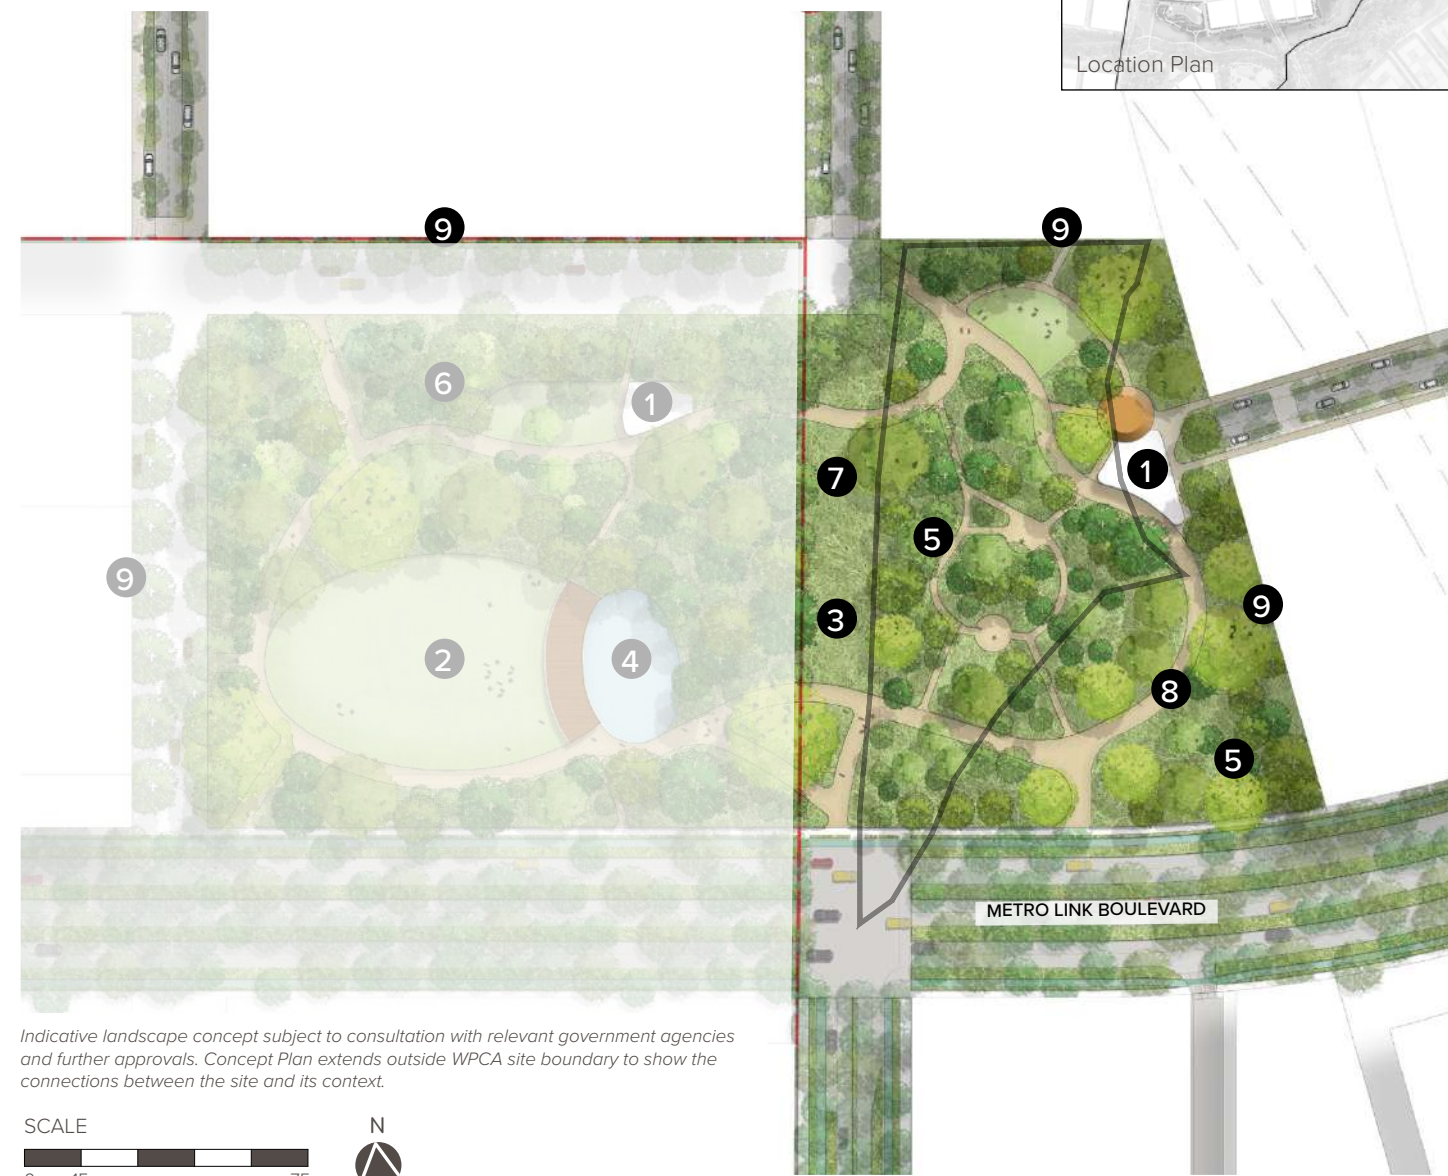 Location Plan
9
9
6
1
1
7
5
9
3
9
2
4
8
5
METRO LINK BOULEVARD
Indicative landscape concept subject to consultation with relevant government agencies
and further approvals. Concept Plan extends outside WPCA site boundary to show the
connections between the site and its context.
SCALE
N